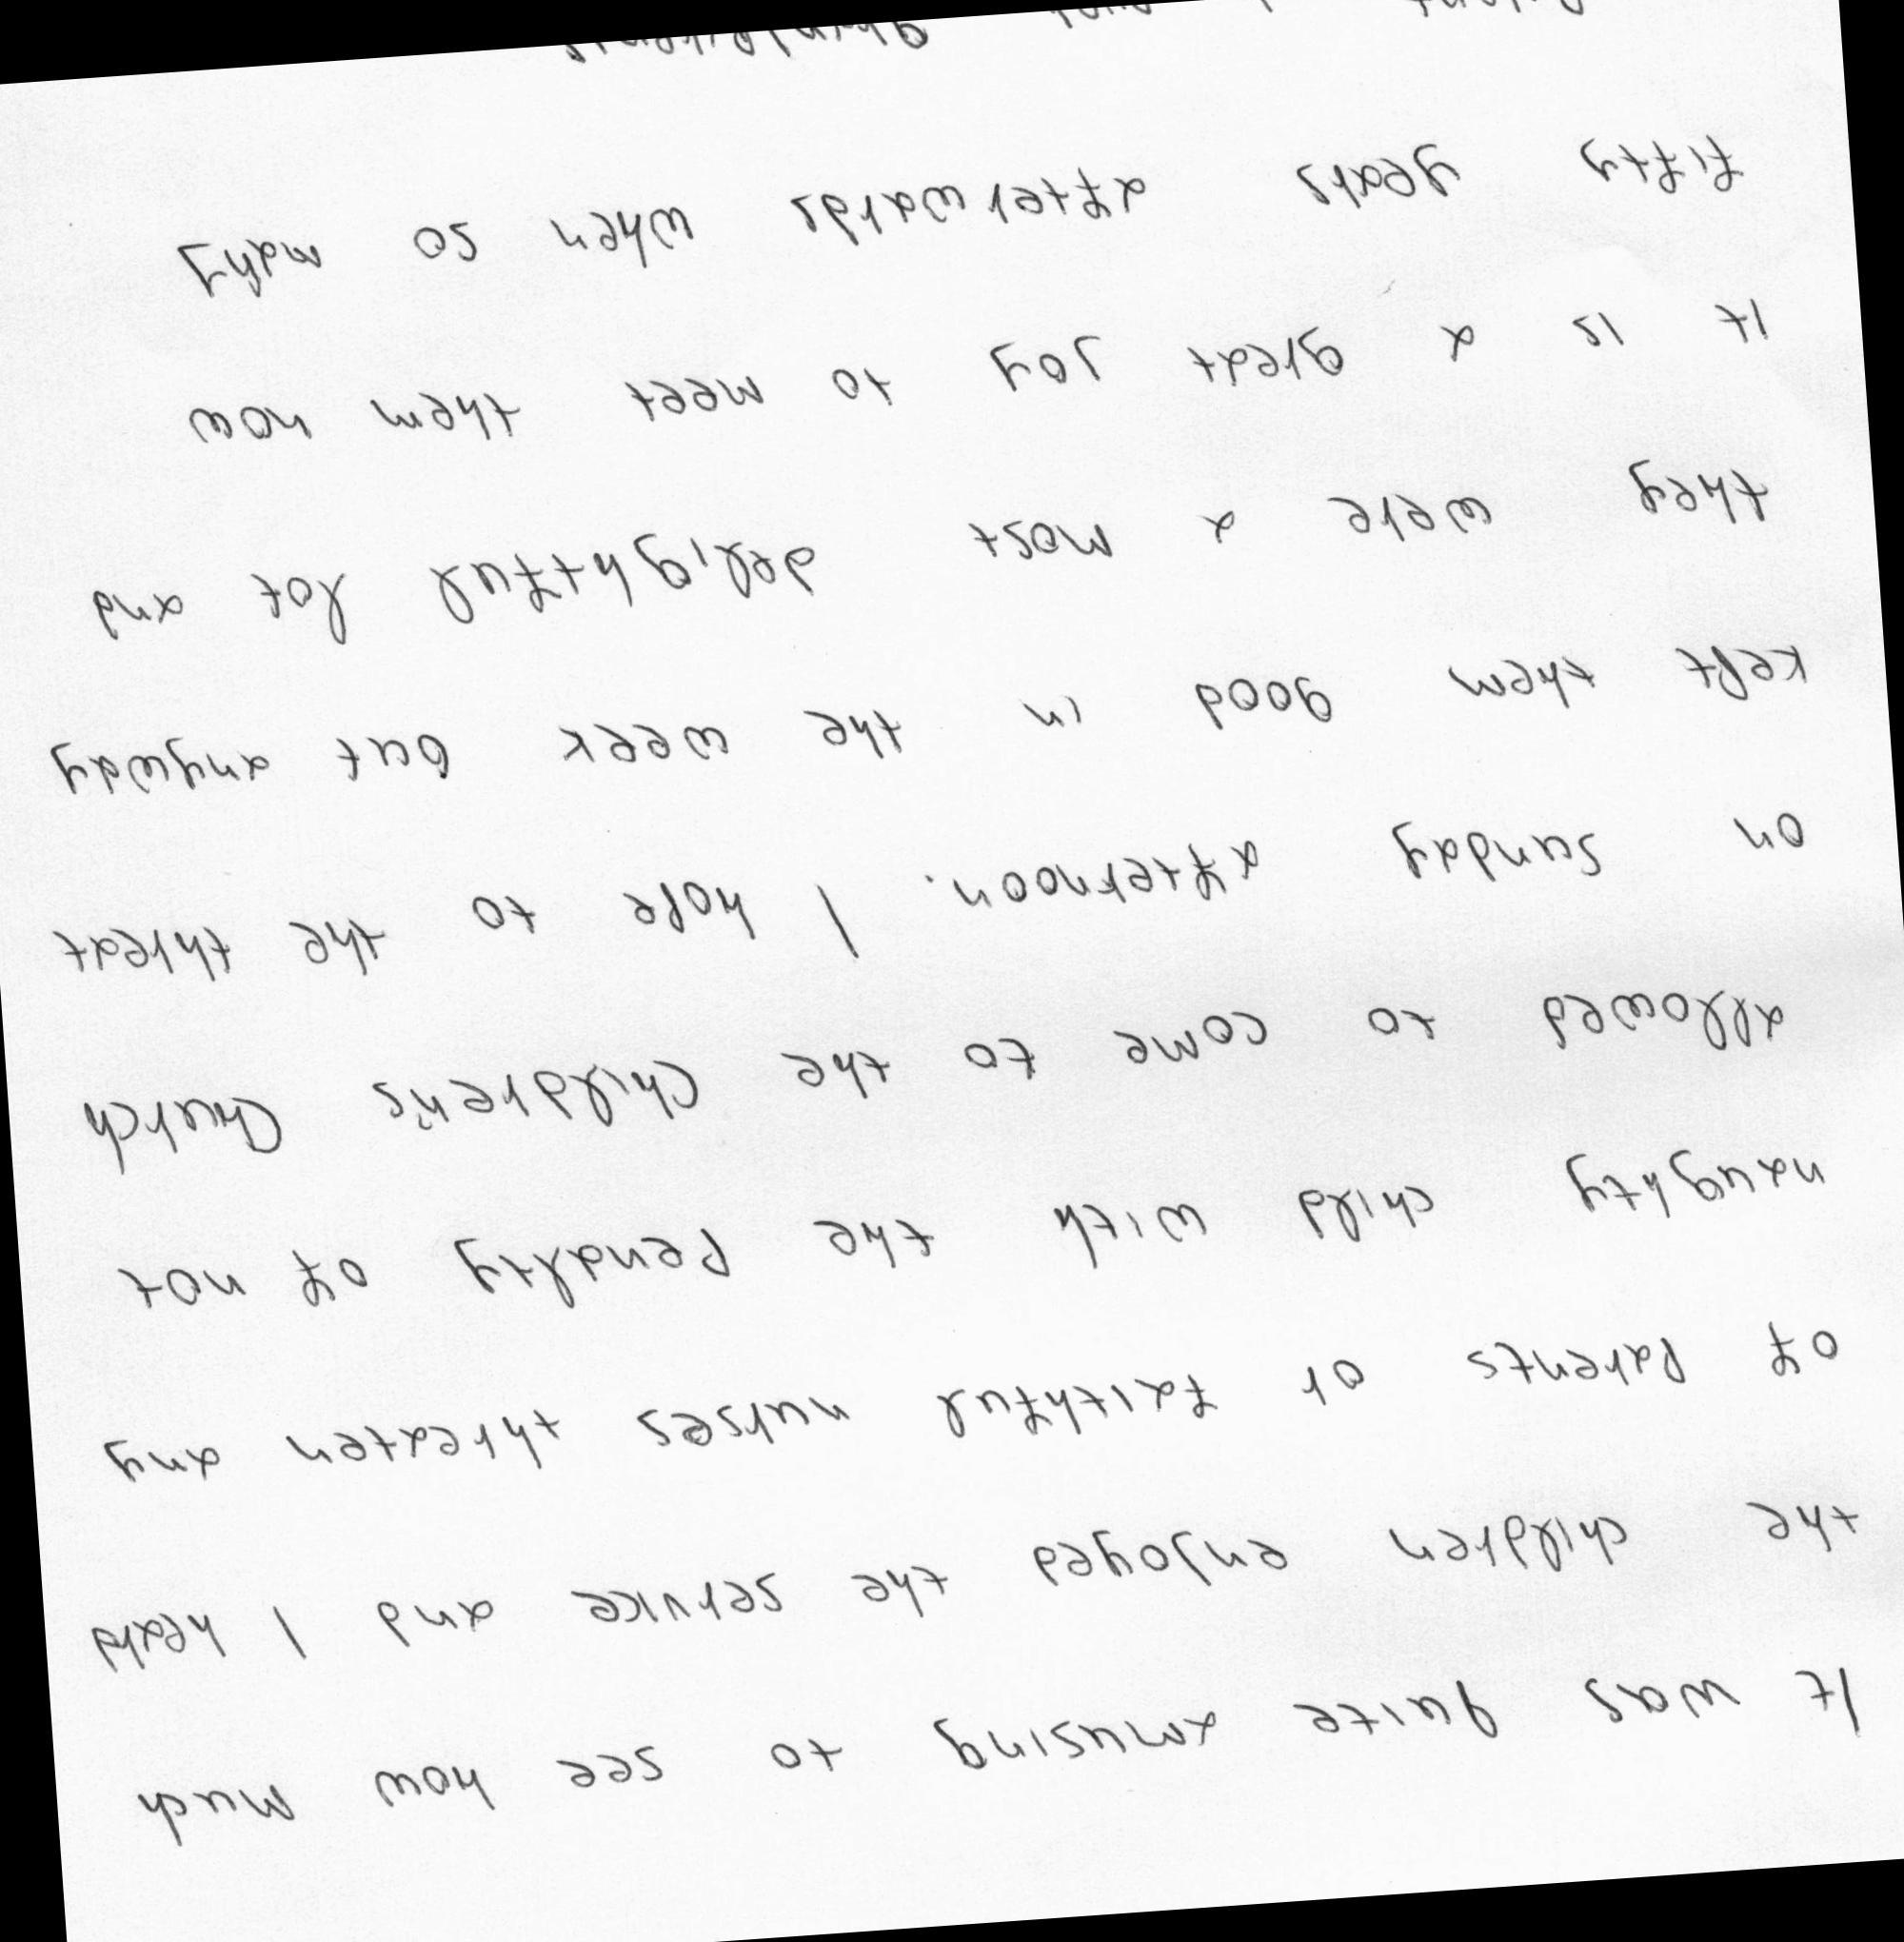 It was quite amusing to see how much
the children enjoyed the service and I heard
of parents or faithful nurses threaten any
naughty child with the penalty of not
allowed to come to the Children's Church
on sunday afternoon. I hope to the threat
kept them good in the week but anyway
they were a most delightful lot and
it is a great joy to meet them now
fifty years afterwards when so many
and